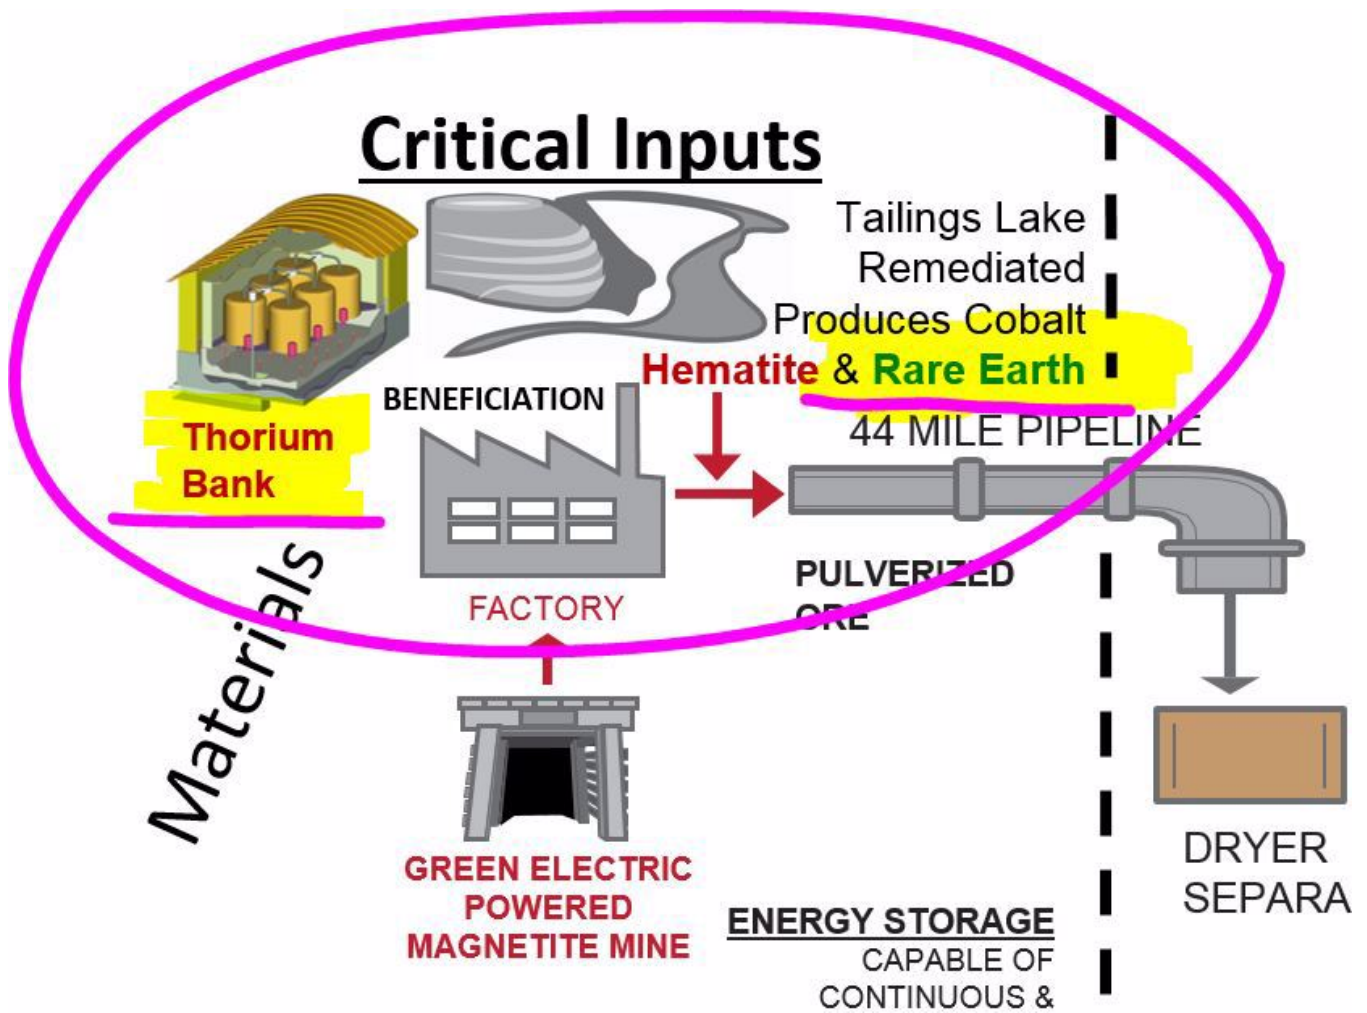 Critical Inputs
Tailings Lake
Remediated
Produces Cobalt
Hematite & Rare Earth
Thorium
Bank
BENEFICIATION
44 MILE PIPELINE
PULVERIZED
ORE
FACTORY
Materials
GREEN ELECTRIC
POWERED
MAGNETITE MINE
DRYER
SEPARA
ENERGY STORAGE
CAPABLE OF
CONTINUOUS &